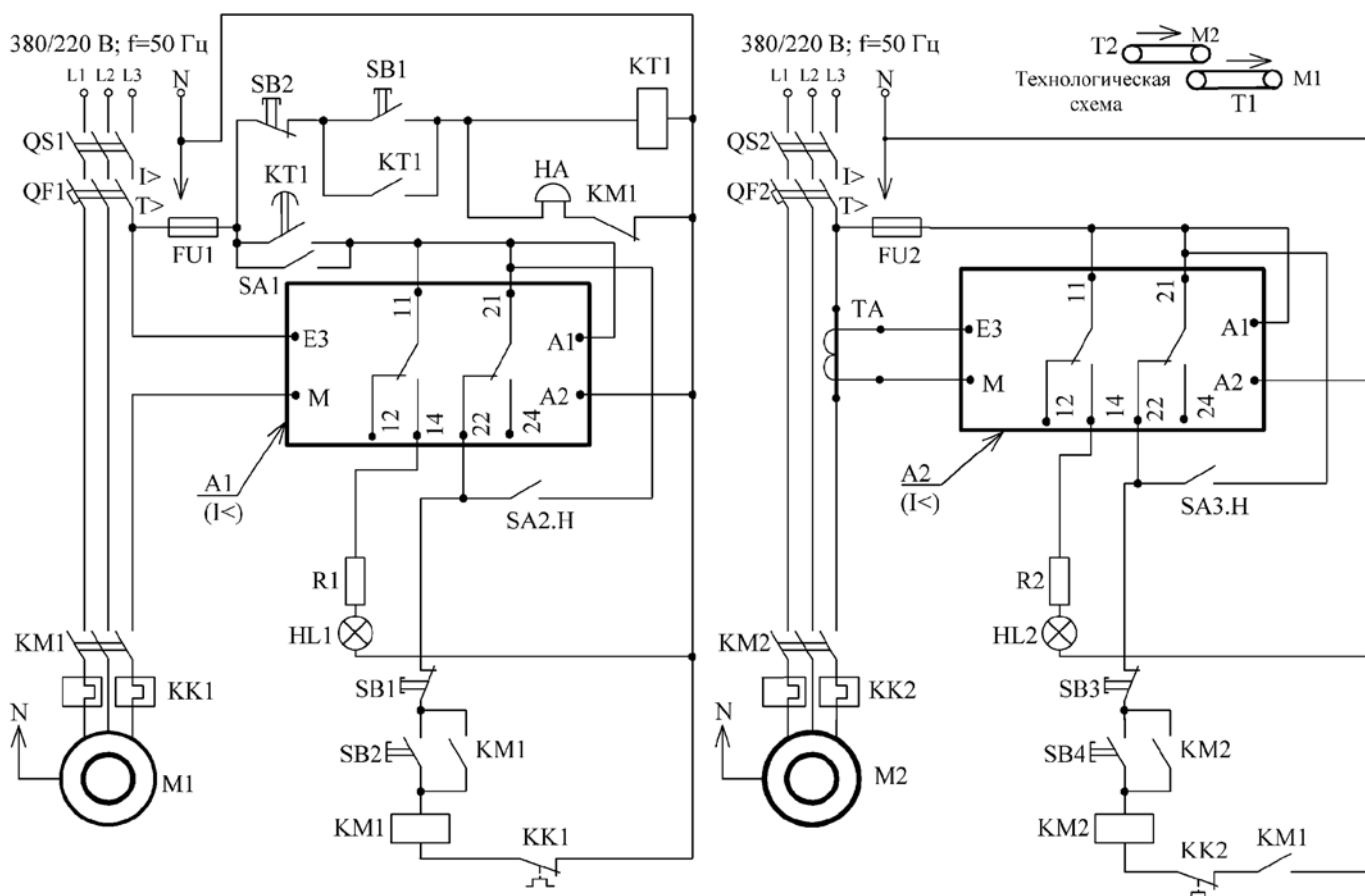 380/220 В; f=50 Гц
L1 L2 L3 N
QS1
QF1
I>
T>
SB2
SB1
KT1
KT1
KT1
HA
KM1
FU1
SA1
11
21
E3
A1
M
A2
12
14
22
24
A1
(I<)
SA2.H
R1
HL1
KM1
KK1
N
M1
SB1
SB2
KM1
KM1
KK1
380/220 В; f=50 Гц
L1 L2 L3 N
T2
M2
Технологическая
схема
M1
T1
QS2
QF2
I>
T>
FU2
TA
11
21
E3
A1
M
A2
12
14
22
24
A2
(I<)
SA3.H
R2
HL2
KM2
KK2
N
M2
SB3
SB4
KM2
KM2
KK2
KM1